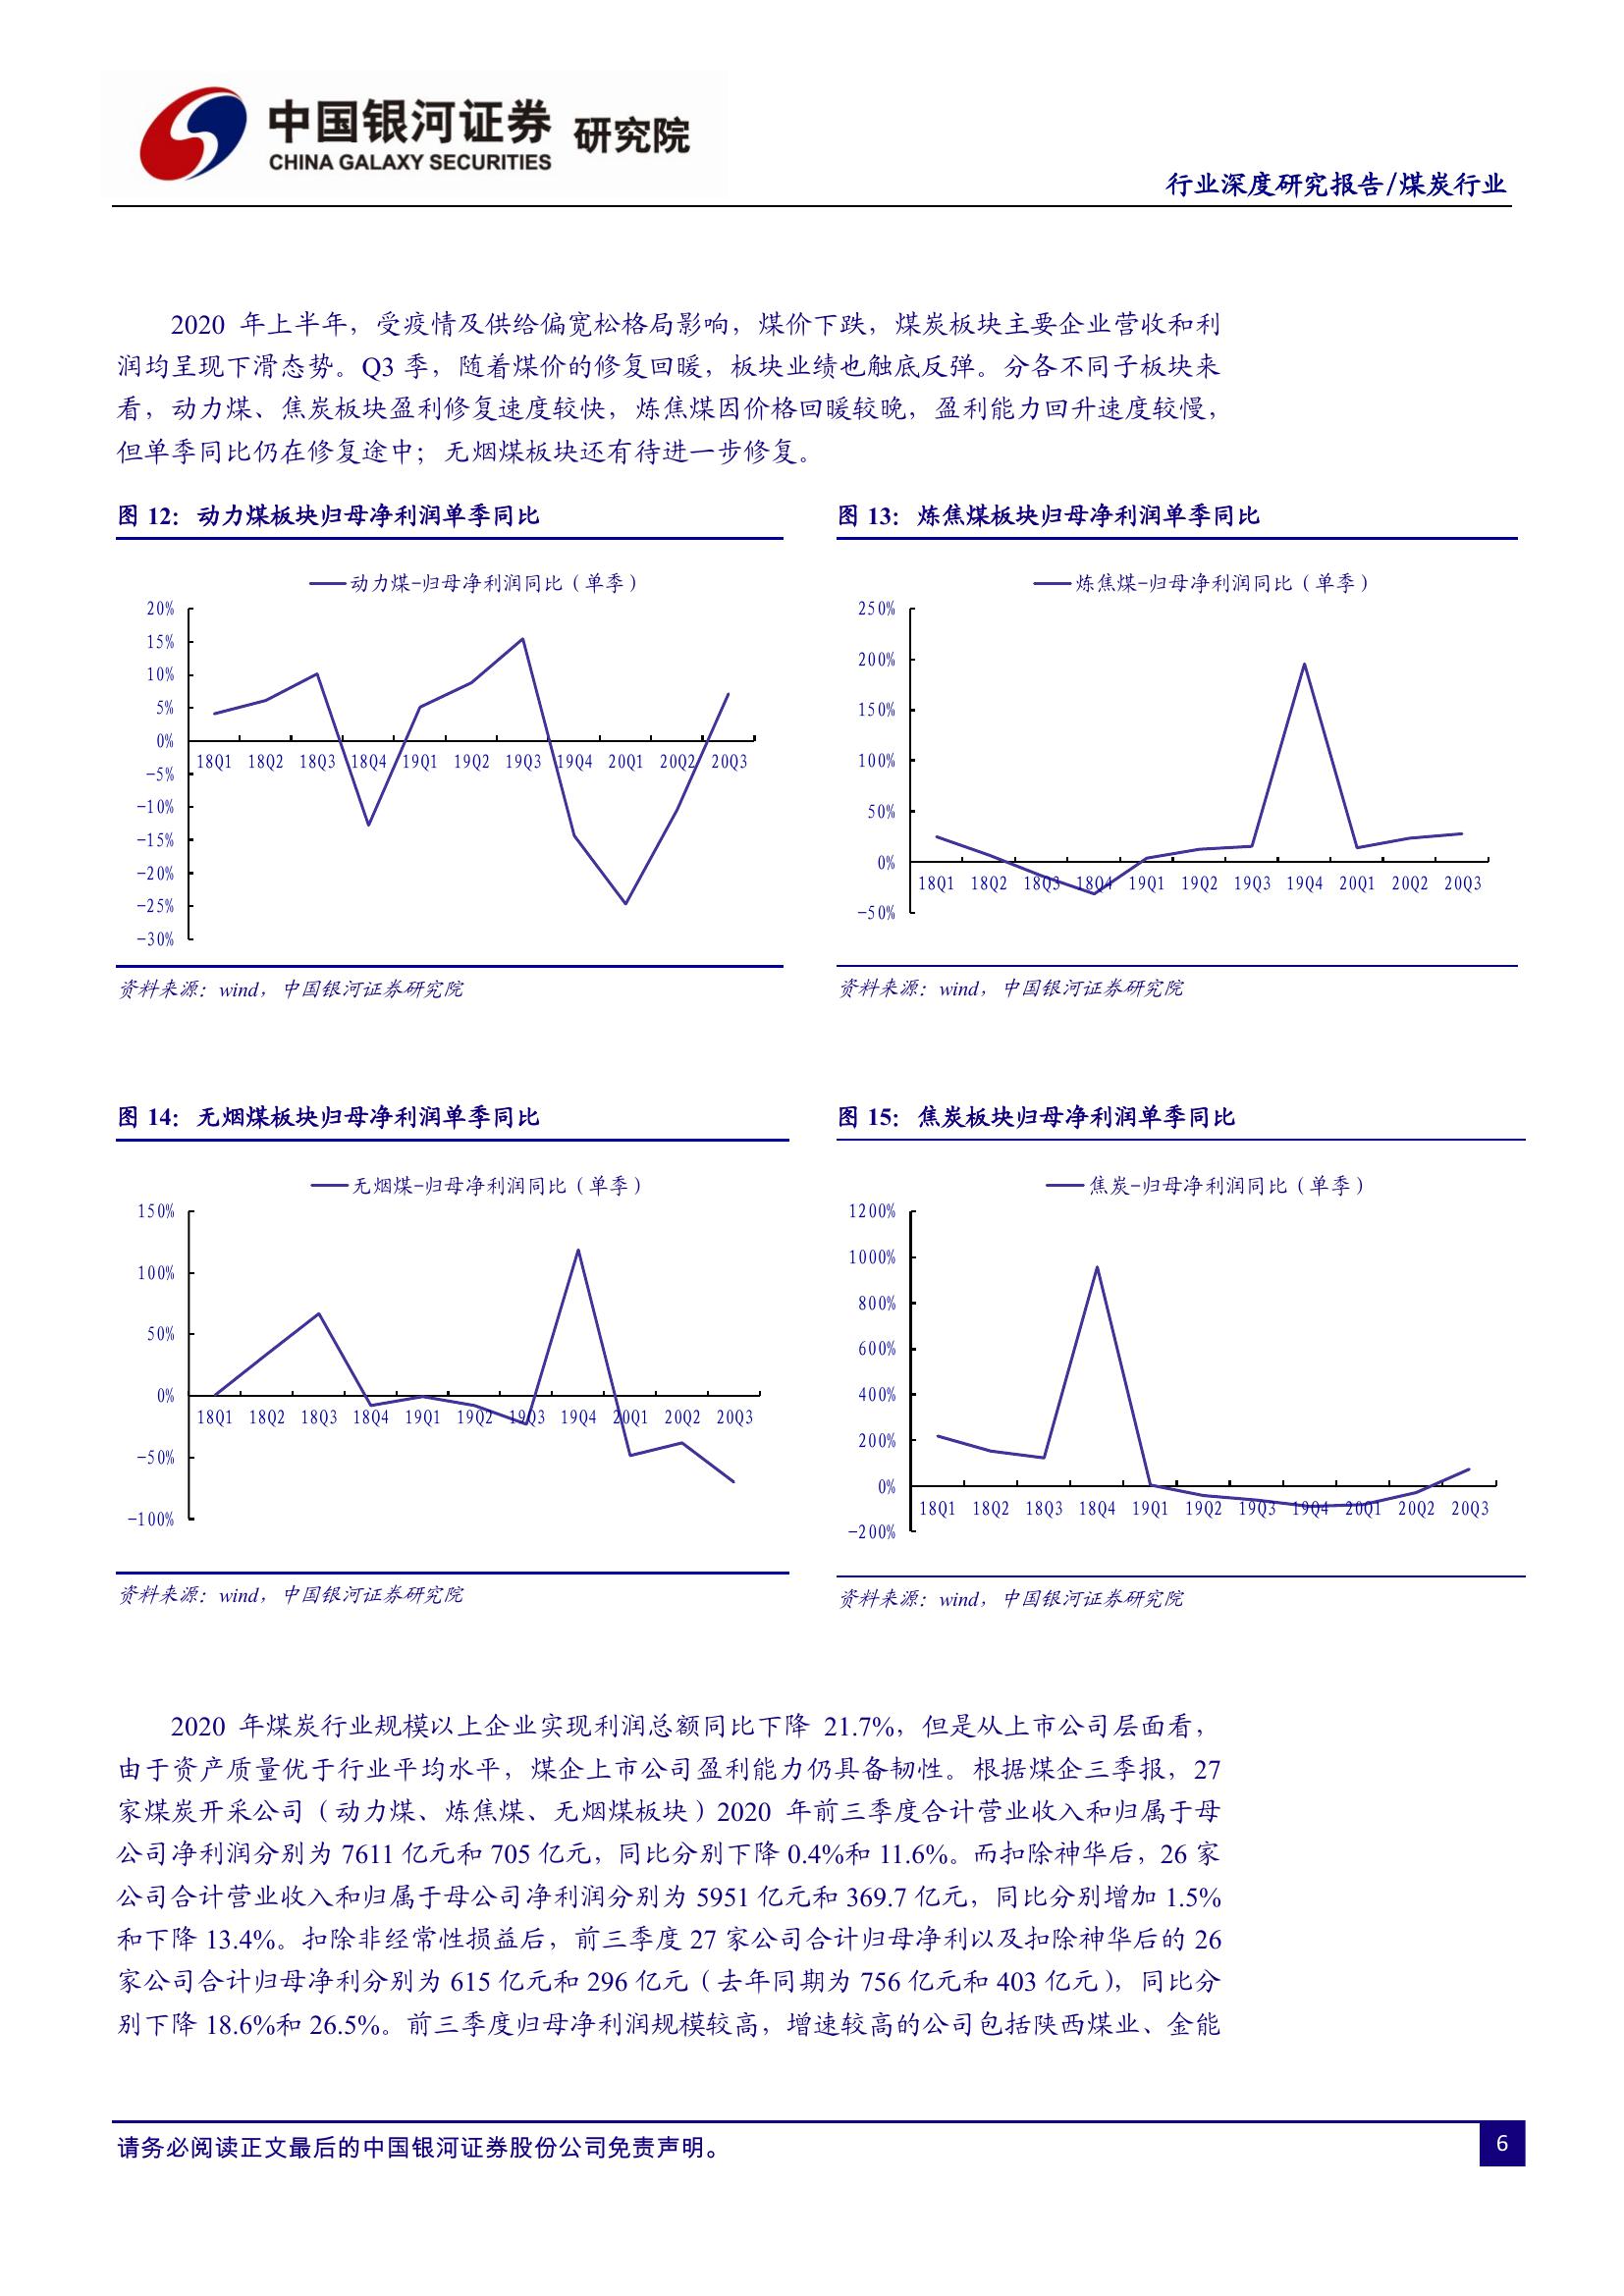 中国银河证券 研究院
CHINA GALAXY SECURITIES
行业深度研究报告/煤炭行业
2020 年上半年，受疫情及供给偏宽松格局影响，煤价下跌，煤炭板块主要企业营收和利
润均呈现下滑态势。Q3 季，随着煤价的修复回暖，板块业绩也触底反弹。分各不同子板块来
看，动力煤、焦炭板块盈利修复速度较快，炼焦煤因价格回暖较晚，盈利能力回升速度较慢，
但单季同比仍在修复途中；无烟煤板块还有待进一步修复。
图 12：动力煤板块归母净利润单季同比
动力煤-归母净利润同比（单季）
20%
15%
10%
5%
0%
-5%
-10%
-15%
-20%
-25%
-30%
18Q1 18Q2 18Q3 18Q4 19Q1 19Q2 19Q3 19Q4 20Q1 20Q2 20Q3
资料来源：wind，中国银河证券研究院
图 13：炼焦煤板块归母净利润单季同比
炼焦煤-归母净利润同比（单季）
250%
200%
150%
100%
50%
0%
-50%
18Q1 18Q2 18Q3 18Q4 19Q1 19Q2 19Q3 19Q4 20Q1 20Q2 20Q3
资料来源：wind，中国银河证券研究院
图 14：无烟煤板块归母净利润单季同比
无烟煤-归母净利润同比（单季）
150%
100%
50%
0%
-50%
-100%
18Q1 18Q2 18Q3 18Q4 19Q1 19Q2 19Q3 19Q4 20Q1 20Q2 20Q3
资料来源：wind，中国银河证券研究院
图 15：焦炭板块归母净利润单季同比
焦炭-归母净利润同比（单季）
1200%
1000%
800%
600%
400%
200%
0%
-200%
18Q1 18Q2 18Q3 18Q4 19Q1 19Q2 19Q3 19Q4 20Q1 20Q2 20Q3
资料来源：wind，中国银河证券研究院
2020 年煤炭行业规模以上企业实现利润总额同比下降 21.7%，但是从上市公司层面看，
由于资产质量优于行业平均水平，煤企上市公司盈利能力仍具备韧性。根据煤企三季报，27
家煤炭开采公司（动力煤、炼焦煤、无烟煤板块）2020 年前三季度合计营业收入和归属于母
公司净利润分别为 7611 亿元和 705 亿元，同比分别下降 0.4%和 11.6%。而扣除神华后，26 家
公司合计营业收入和归属于母公司净利润分别为 5951 亿元和 369.7 亿元，同比分别增加 1.5%
和下降 13.4%。扣除非经常性损益后，前三季度 27 家公司合计归母净利以及扣除神华后的 26
家公司合计归母净利分别为 615 亿元和 296 亿元（去年同期为 756 亿元和 403 亿元），同比分
别下降 18.6%和 26.5%。前三季度归母净利润规模较高，增速较高的公司包括陕西煤业、金能
请务必阅读正文最后的中国银河证券股份公司免责声明。
6